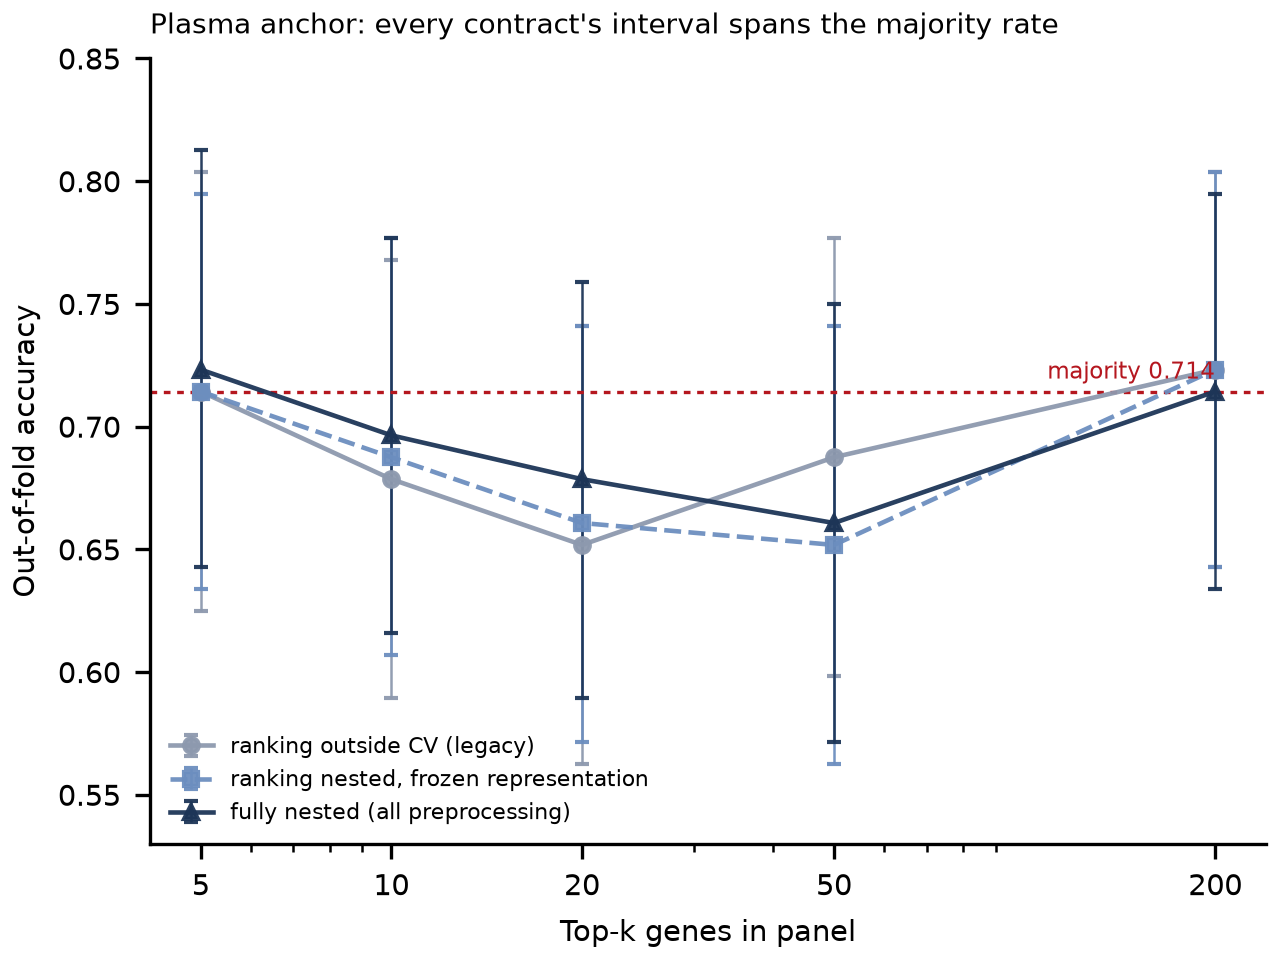 Plasma anchor: every contract's interval spans the majority rate
0.85
0.80
0.75
0.70
0.65
0.60
0.55
Out-of-fold accuracy
majority 0.714
ranking outside CV (legacy)
ranking nested, frozen representation
fully nested (all preprocessing)
5 10 20 50 200
Top-k genes in panel